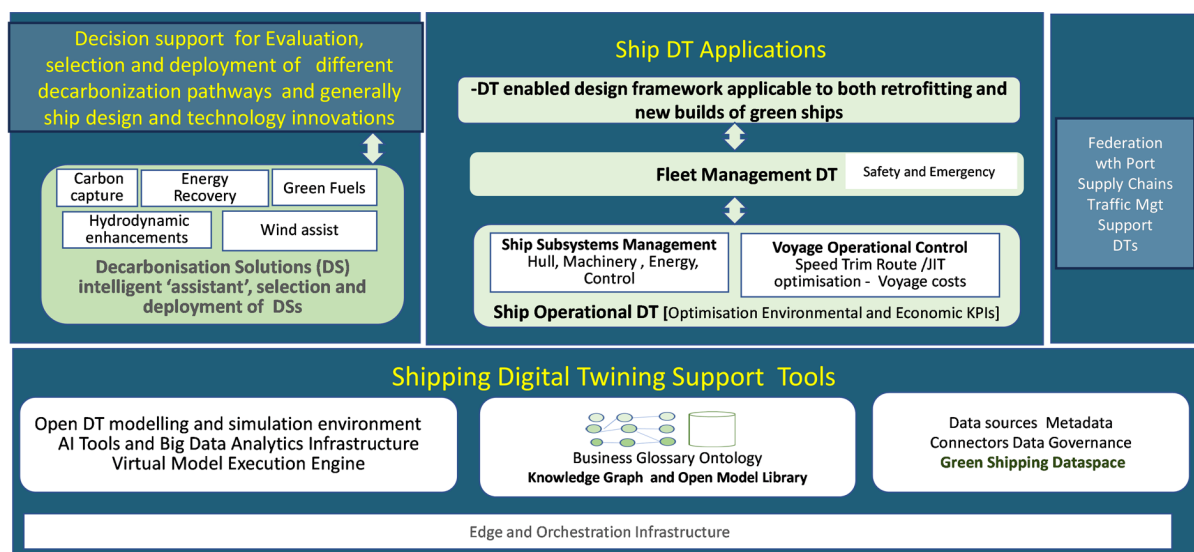 Decision support for Evaluation,
selection and deployment of different
decarbonization pathways and generally
ship design and technology innovations
Carbon
capture
Energy
Recovery
Green Fuels
Hydrodynamic
enhancements
Wind assist
Decarbonisation Solutions (DS)
intelligent ‘assistant’, selection and
deployment of DSs
Ship DT Applications
-DT enabled design framework applicable to both retrofitting and
new builds of green ships
Fleet Management DT
Safety and Emergency
Ship Subsystems Management
Hull, Machinery , Energy,
Control
Voyage Operational Control
Speed Trim Route /JIT
optimisation - Voyage costs
Ship Operational DT [Optimisation Environmental and Economic KPIs]
Federation
wth Port
Supply Chains
Traffic Mgt
Support
DTs
Shipping Digital Twining Support Tools
Open DT modelling and simulation environment
AI Tools and Big Data Analytics Infrastructure
Virtual Model Execution Engine
Business Glossary Ontology
Knowledge Graph and Open Model Library
Data sources Metadata
Connectors Data Governance
Green Shipping Dataspace
Edge and Orchestration Infrastructure